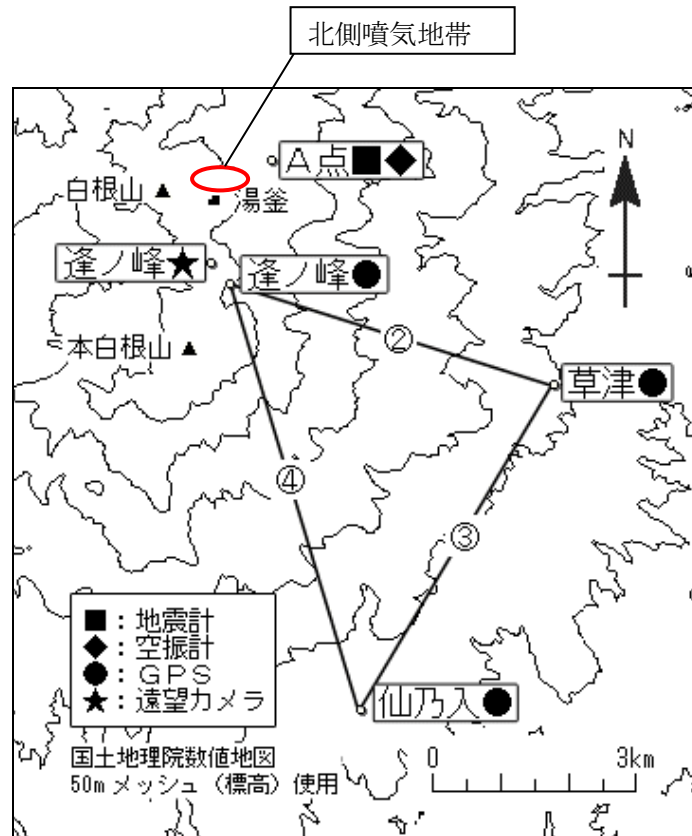 北側噴気地帯
N
A点■◆
白根山▲
湯釜
逢ノ峰★
逢ノ峰●
本白根山▲
②
草津●
④
③
■：地震計
◆：空振計
●：GPS
★：遠望カメラ
仙乃入●
国土地理院数値地図
50mメッシュ（標高）使用
0 3km